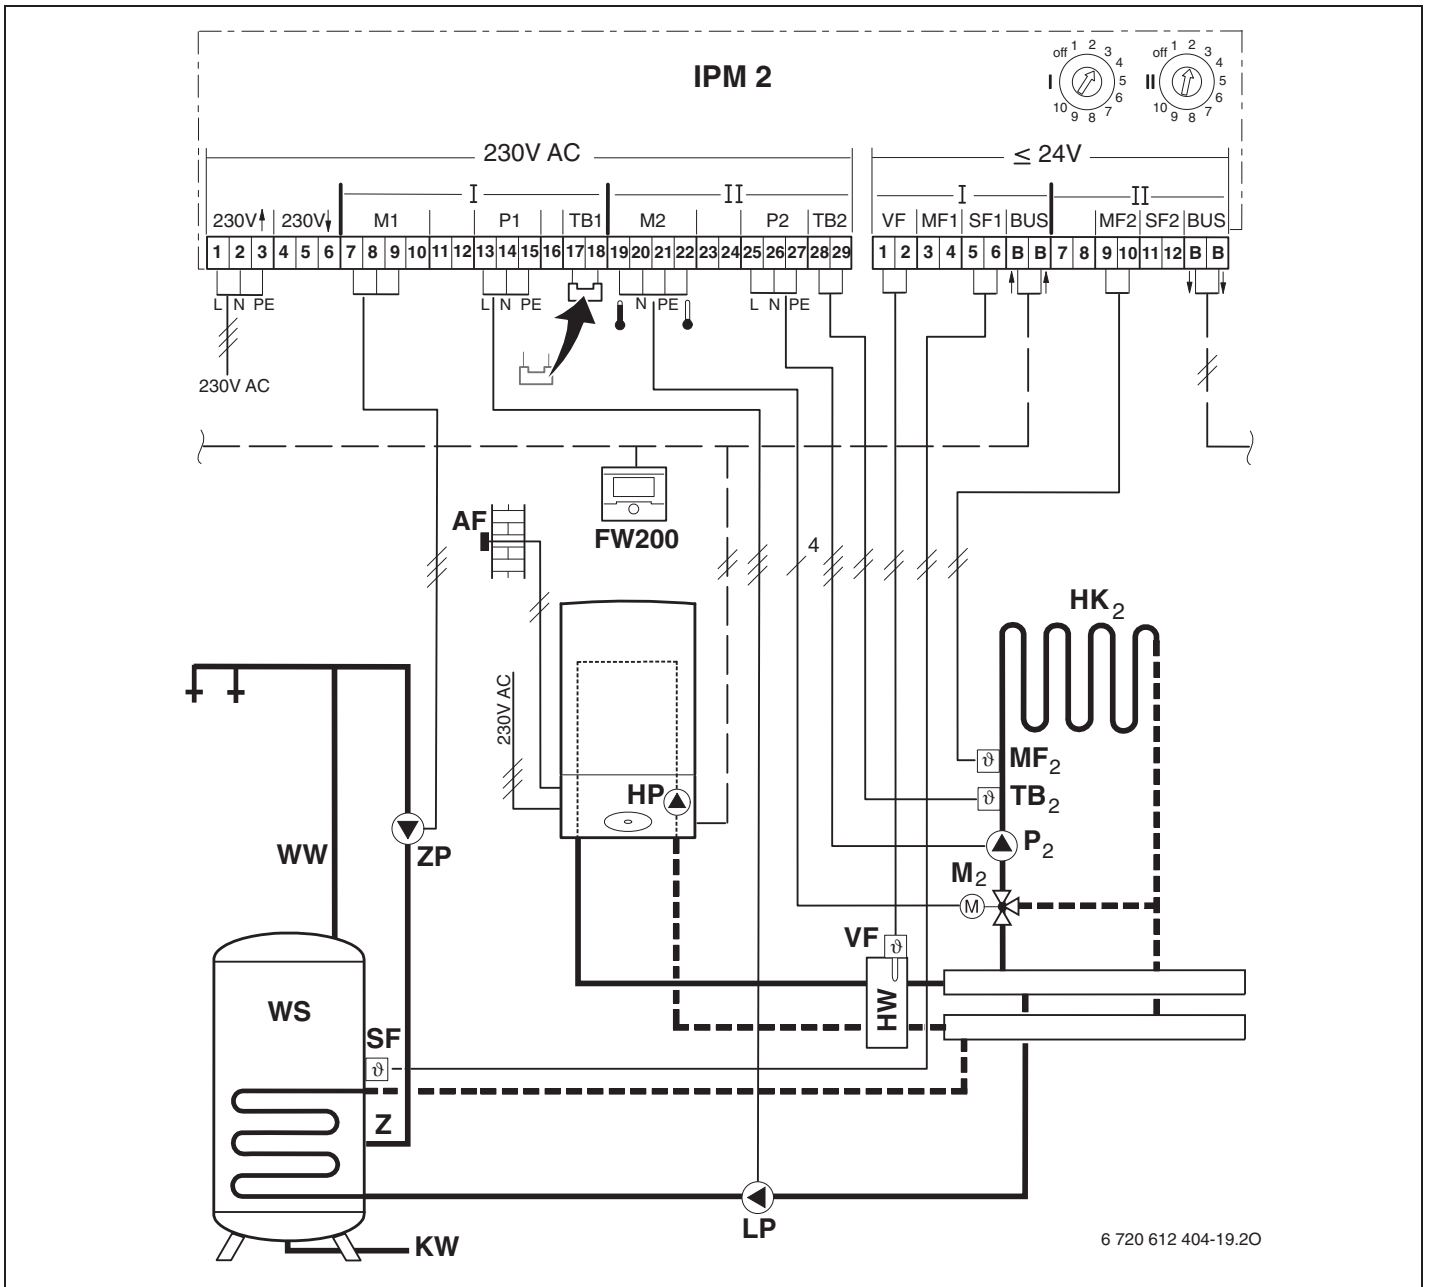 IPM 2
off 1 2 3 4 5 6 7 8 9 10
I
off 1 2 3 4 5 6 7 8 9 10
II
230V AC
≤ 24V
I
II
I
II
230V 230V M1 P1 TB1 M2 P2 TB2
VF MF1 SF1 BUS MF2 SF2 BUS
1 2 3 4 5 6 7 8 9 10 11 12 13 14 15 16 17 18 19 20 21 22 23 24 25 26 27 28 29
1 2 3 4 5 6 B B 7 8 9 10 11 12 B B
L N PE
L N PE
N PE
L N PE
230V AC
AF
FW200
4
HK2
230V AC
MF2
TB2
HP
P2
WW
ZP
M2
M
VF
HW
WS
SF
ϑ
ϑ
ϑ
ϑ
Z
LP
KW
6 720 612 404-19.2O